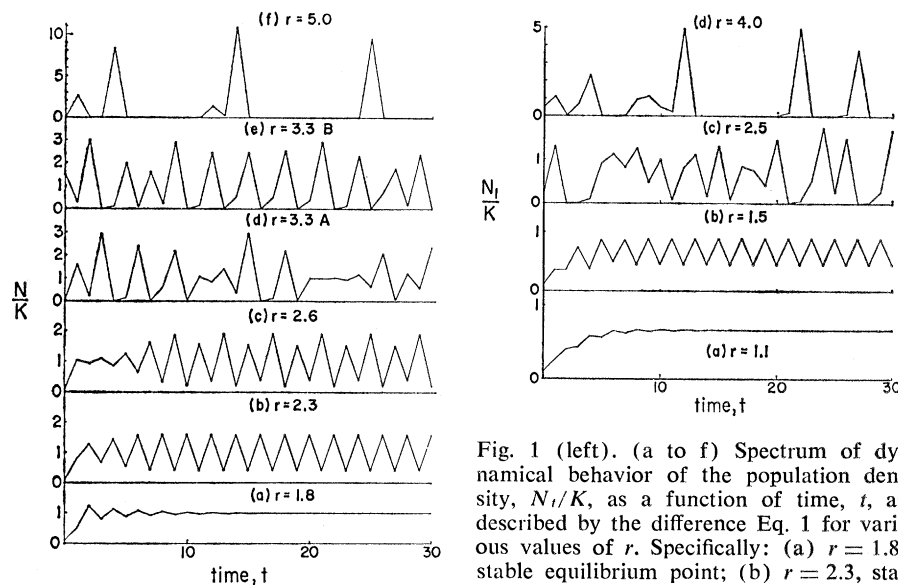 (f) r = 5.0
10
5
0
(e) r = 3.3 B
3
2
1
0
(d) r = 3.3 A
3
2
1
0
N
K
(c) r = 2.6
2
1
0
(b) r = 2.3
2
1
0
(a) r = 1.8
1
0
0
10
20
30
time, t
(d) r = 4.0
5
0
(c) r = 2.5
1
0
N₁
K
(b) r = 1.5
1
0
1
(a) r = 1.1
0
10
20
30
time, t
Fig. 1 (left). (a to f) Spectrum of dy
namical behavior of the population den
sity, Nₜ/K, as a function of time, t, a
described by the difference Eq. 1 for vari
ous values of r. Specifically: (a) r = 1.8
stable equilibrium point; (b) r = 2.3, sta